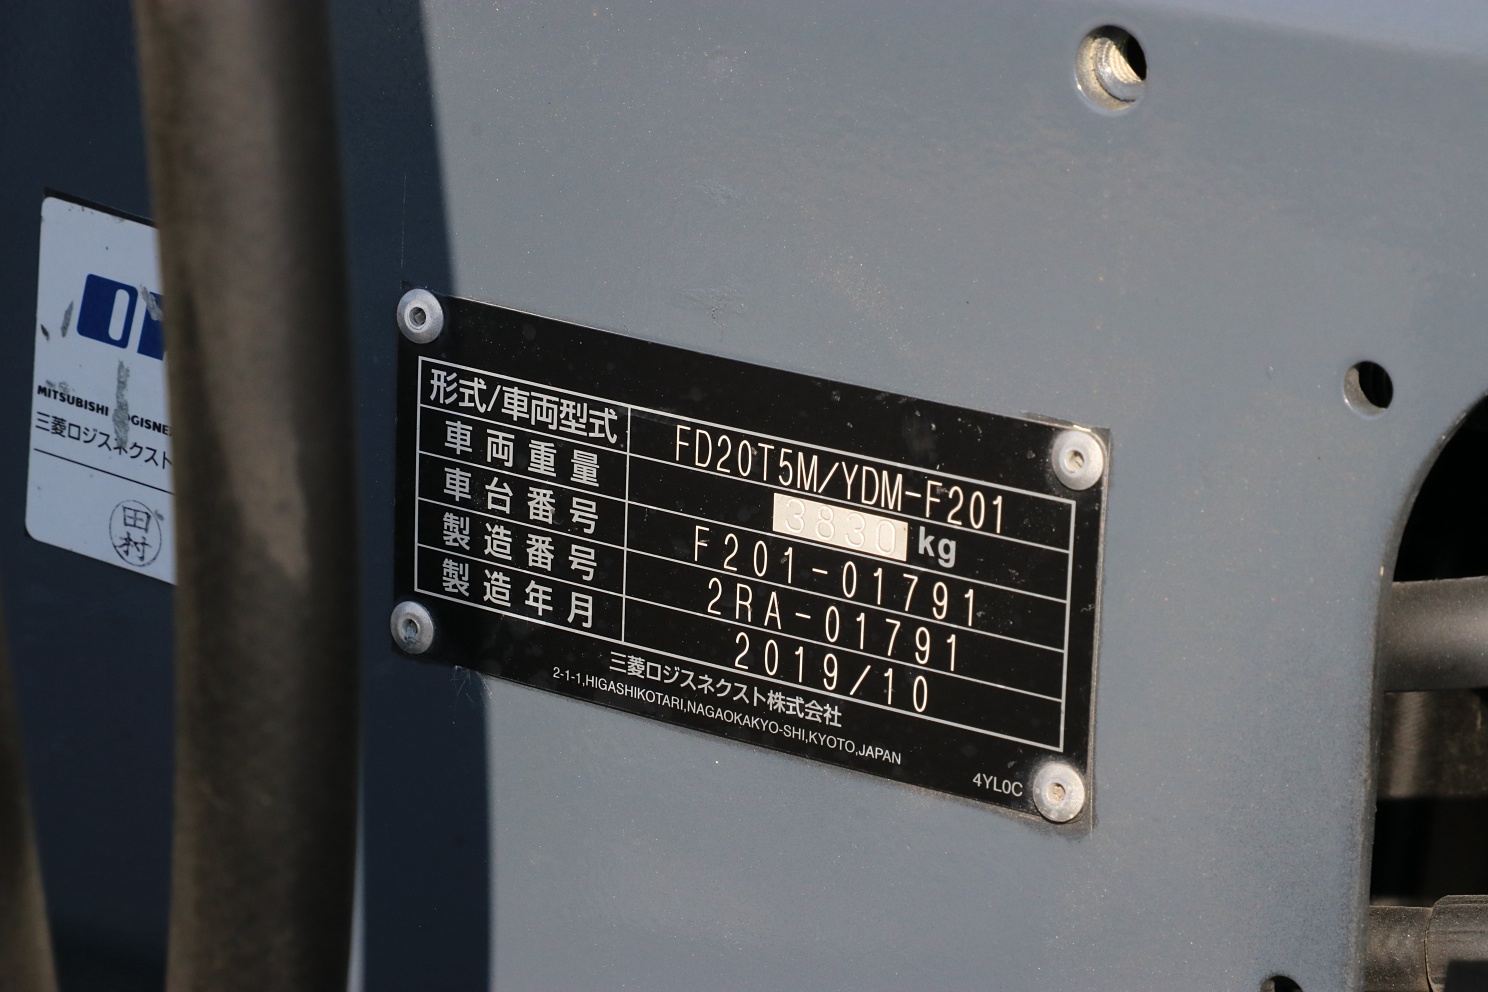 MITSUBISHI
三菱ロジスネクスト
田村
形式/車両型式 FD20T5M/YDM-F201
車両重量 3830 kg
車台番号 F201-01791
製造番号 2RA-01791
製造年月 2019/10
三菱ロジスネクスト株式会社
2-1-1,HIGASHIKOTARI,NAGAOKAKYO-SHI,KYOTO,JAPAN
4YL0C